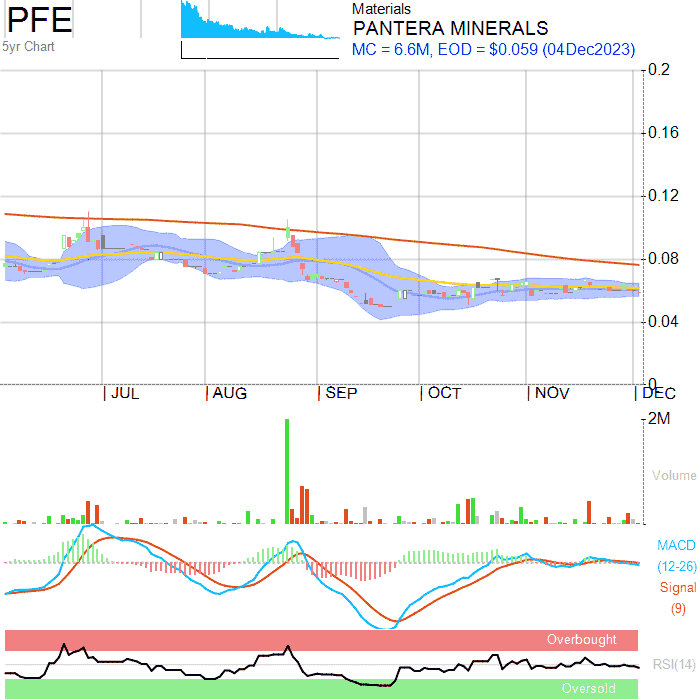 PFE
5yr Chart
Materials
PANTERA MINERALS
MC = 6.6M, EOD = $0.059 (04Dec2023)
0.2
0.16
0.12
0.08
0.04
0
JUL AUG SEP OCT NOV DEC
2M
Volume
MACD
(12-26)
Signal
(9)
Overbought
RSI(14)
Oversold